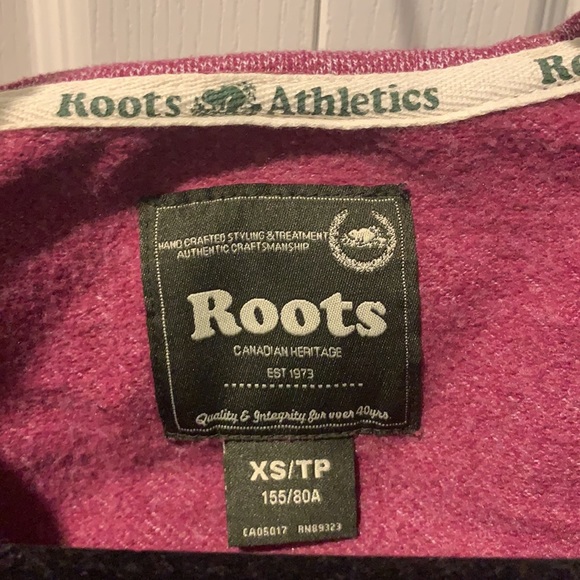 Roots Athletics Ro
HAND CRAFTED STYLING & TREATMENT
AUTHENTIC CRAFTSMANSHIP
Roots
CANADIAN HERITAGE
EST 1973
Quality & Integrity for over 40yrs.
XS/TP
155/80A
CA05017 RN89323